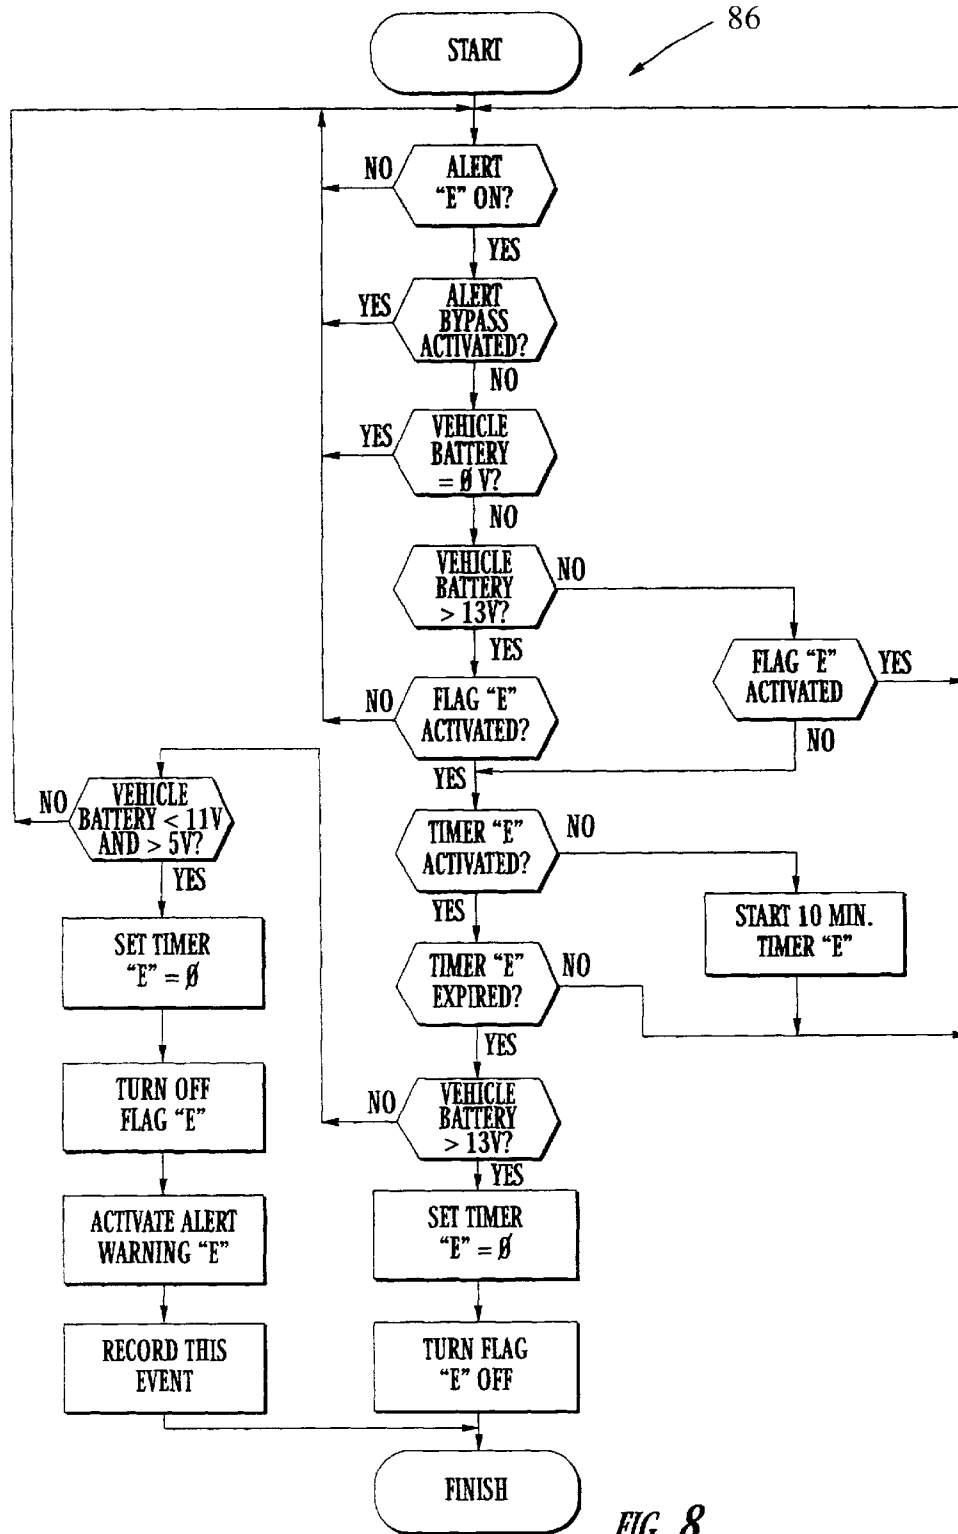 86
START
ALERT
"E" ON?
NO
YES
ALERT
BYPASS
ACTIVATED?
YES
NO
VEHICLE
BATTERY
= Ø V?
YES
NO
VEHICLE
BATTERY
> 13V?
NO
YES
FLAG "E"
ACTIVATED
YES
NO
FLAG "E"
ACTIVATED?
NO
YES
VEHICLE
BATTERY < 11V
AND > 5V?
NO
YES
TIMER "E"
ACTIVATED?
NO
YES
START 10 MIN.
TIMER "E"
SET TIMER
"E" = Ø
TIMER "E"
EXPIRED?
NO
YES
TURN OFF
FLAG "E"
VEHICLE
BATTERY
> 13V?
NO
YES
ACTIVATE ALERT
WARNING "E"
SET TIMER
"E" = Ø
RECORD THIS
EVENT
TURN FLAG
"E" OFF
FINISH
FIG. 8